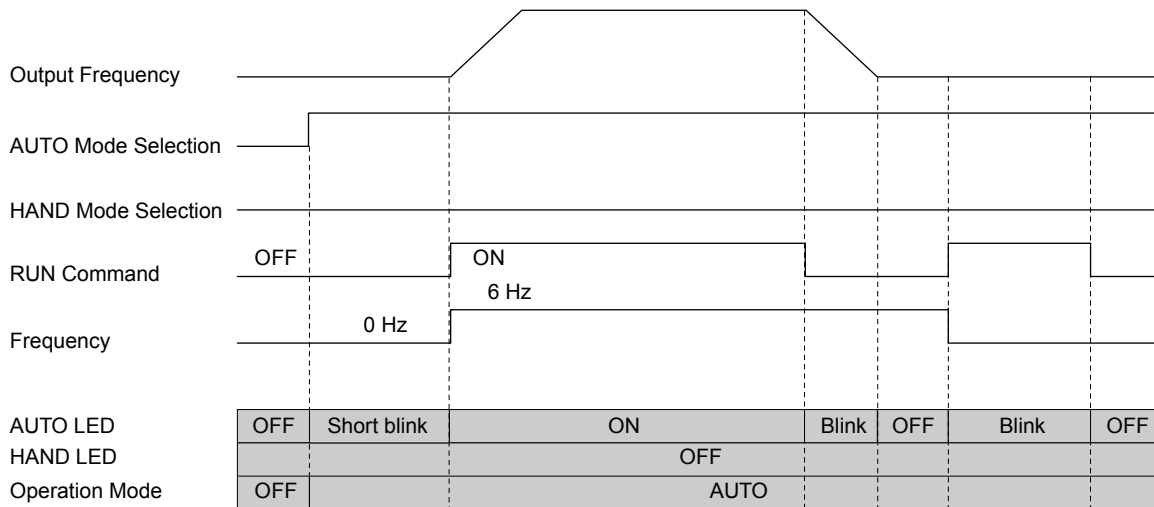 Output Frequency
AUTO Mode Selection
HAND Mode Selection
OFF ON
RUN Command
6 Hz
0 Hz
Frequency
AUTO LED OFF Short blink ON Blink OFF Blink OFF
HAND LED OFF
Operation Mode OFF AUTO